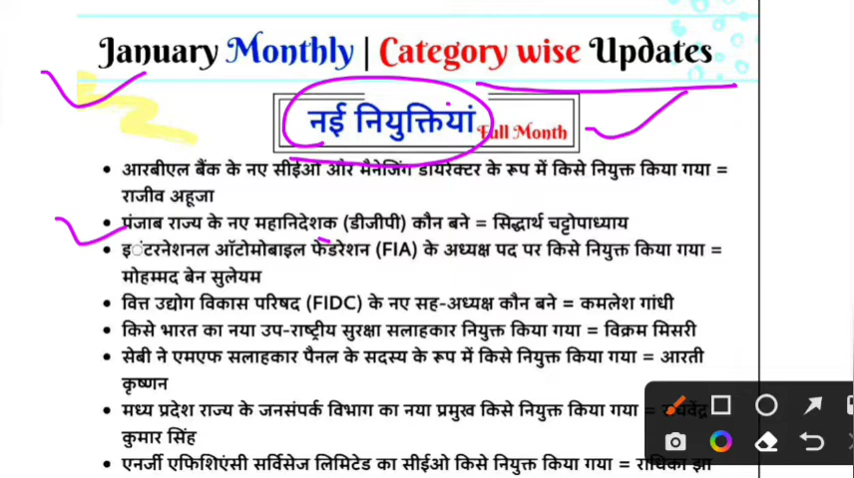 January Monthly | Category wise Updates
नई नियुक्तियां Full Month
• आरबीएल बैंक के नए सीईओ और मैनेजिंग डायरेक्टर के रूप में किसे नियुक्त किया गया =
राजीव अहूजा
• पंजाब राज्य के नए महानिदेशक (डीजीपी) कौन बने = सिद्धार्थ चट्टोपाध्याय
• इंटरनेशनल ऑटोमोबाइल फेडरेशन (FIA) के अध्यक्ष पद पर किसे नियुक्त किया गया =
मोहम्मद बेन सुलेयम
• वित्त उद्योग विकास परिषद (FIDC) के नए सह-अध्यक्ष कौन बने = कमलेश गांधी
• किसे भारत का नया उप-राष्ट्रीय सुरक्षा सलाहकार नियुक्त किया गया = विक्रम मिसरी
• सेबी ने एमएफ सलाहकार पैनल के सदस्य के रूप में किसे नियुक्त किया गया = आरती
कृष्णन
• मध्य प्रदेश राज्य के जनसंपर्क विभाग का नया प्रमुख किसे नियुक्त किया गया =
कुमार सिंह
• एनर्जी एफिशिएंसी सर्विसेज लिमिटेड का सीईओ किसे नियुक्त किया गया = राधिका झा